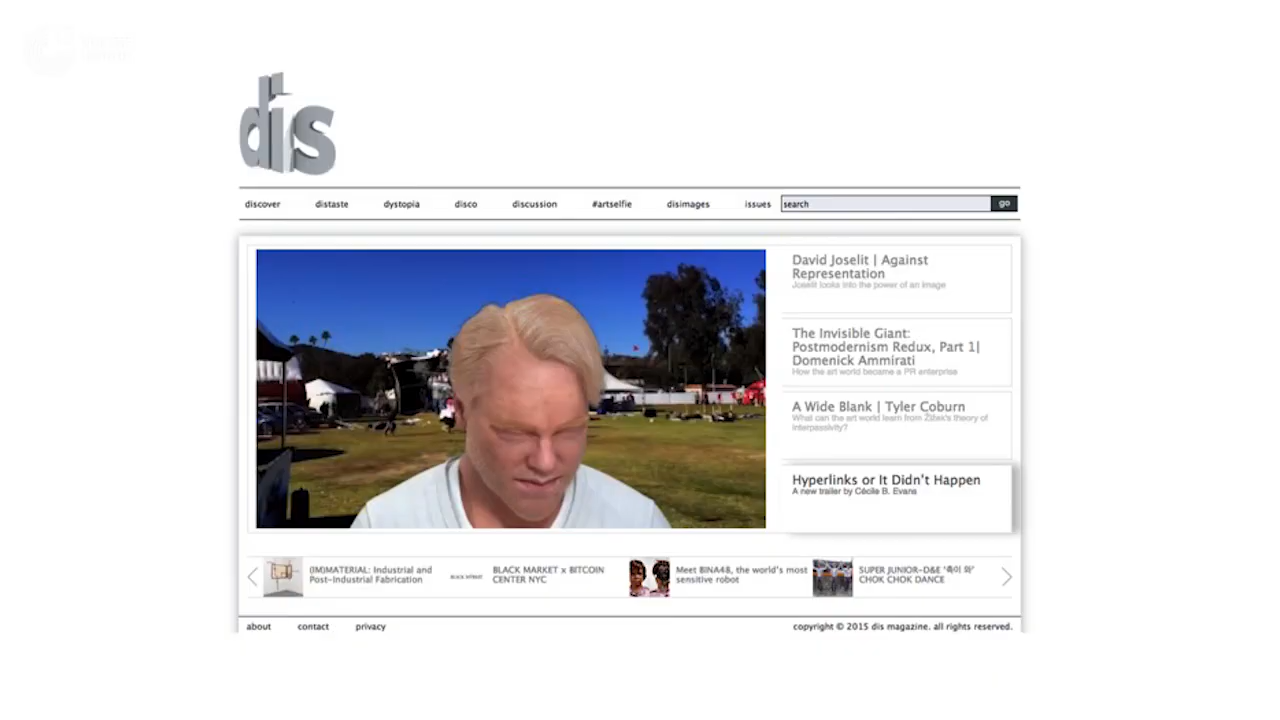 dis
discover distaste dystopia disco discussion #artselfie disimages issues search go
David Joselit | Against
Representation
Joselit looks into the power of an image
The Invisible Giant:
Postmodernism Redux, Part 1|
Domenick Ammirati
How the art world became a PR enterprise
A Wide Blank | Tyler Coburn
What can the art world learn from Žižek's theory of
interpassivity?
Hyperlinks or It Didn't Happen
A new trailer by Cécile B. Evans
(IM)MATERIAL: Industrial and
Post-Industrial Fabrication
BLACK MARKET x BITCOIN
CENTER NYC
Meet BINA48, the world's most
sensitive robot
SUPER JUNIOR-D&E '촉이 와'
CHOK CHOK DANCE
about contact privacy copyright © 2015 dis magazine. all rights reserved.